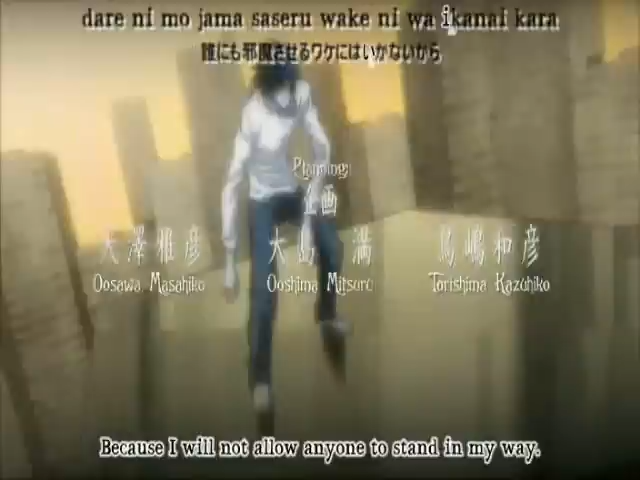 dare ni mo jama saseru wake ni wa ikanai kara
誰にも邪魔させるワケにはいかないから
Planning:
企画
大澤雅彦 大島 満 鳥嶋和彦
Oosawa Masahiko Ooshima Mitsuru Torishima Kazuhiko
Because I will not allow anyone to stand in my way.